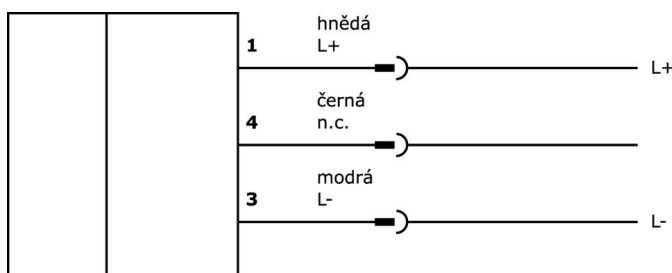 hnědá
1 L+
L+
černá
4 n.c.
modrá
3 L-
L-